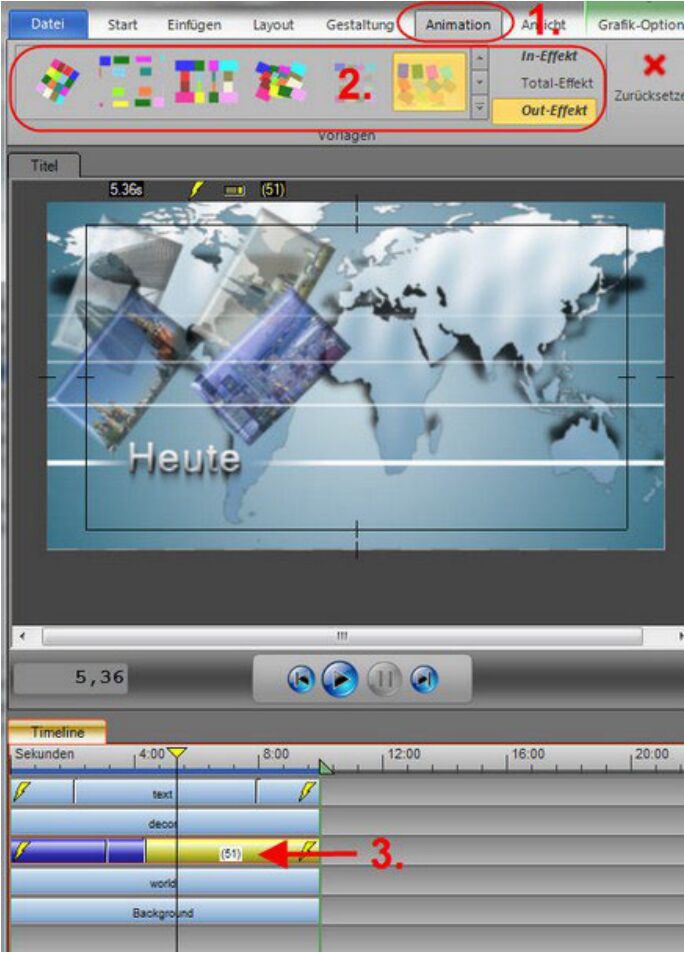 Datei Start Einfügen Layout Gestaltung Animation 1. Ansicht Grafik-Option
2. In-Effekt
Total-Effekt
Out-Effekt
Zurücksetze
Vorlagen
Titel
5.36s (51)
Heute
5,36
Timeline
Sekunden 4:00 8:00 12:00 16:00 20:00
text
decor
(51) 3.
world
Background